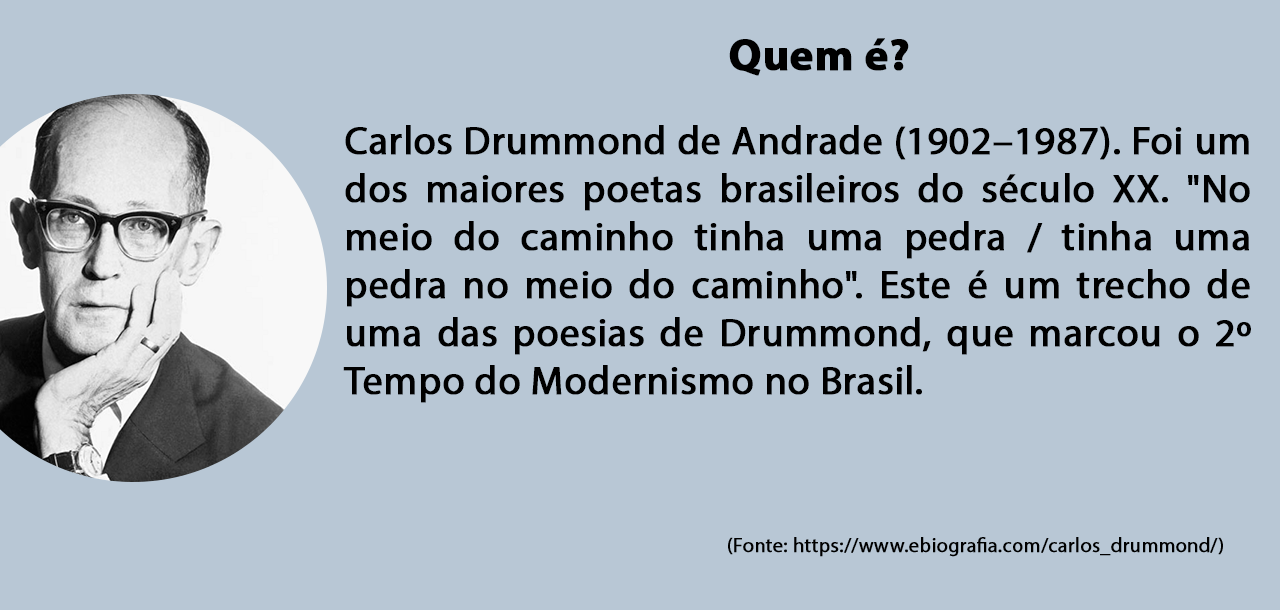 Quem é?
Carlos Drummond de Andrade (1902–1987). Foi um
dos maiores poetas brasileiros do século XX. "No
meio do caminho tinha uma pedra / tinha uma
pedra no meio do caminho". Este é um trecho de
uma das poesias de Drummond, que marcou o 2º
Tempo do Modernismo no Brasil.
(Fonte: https://www.ebiografia.com/carlos_drummond/)